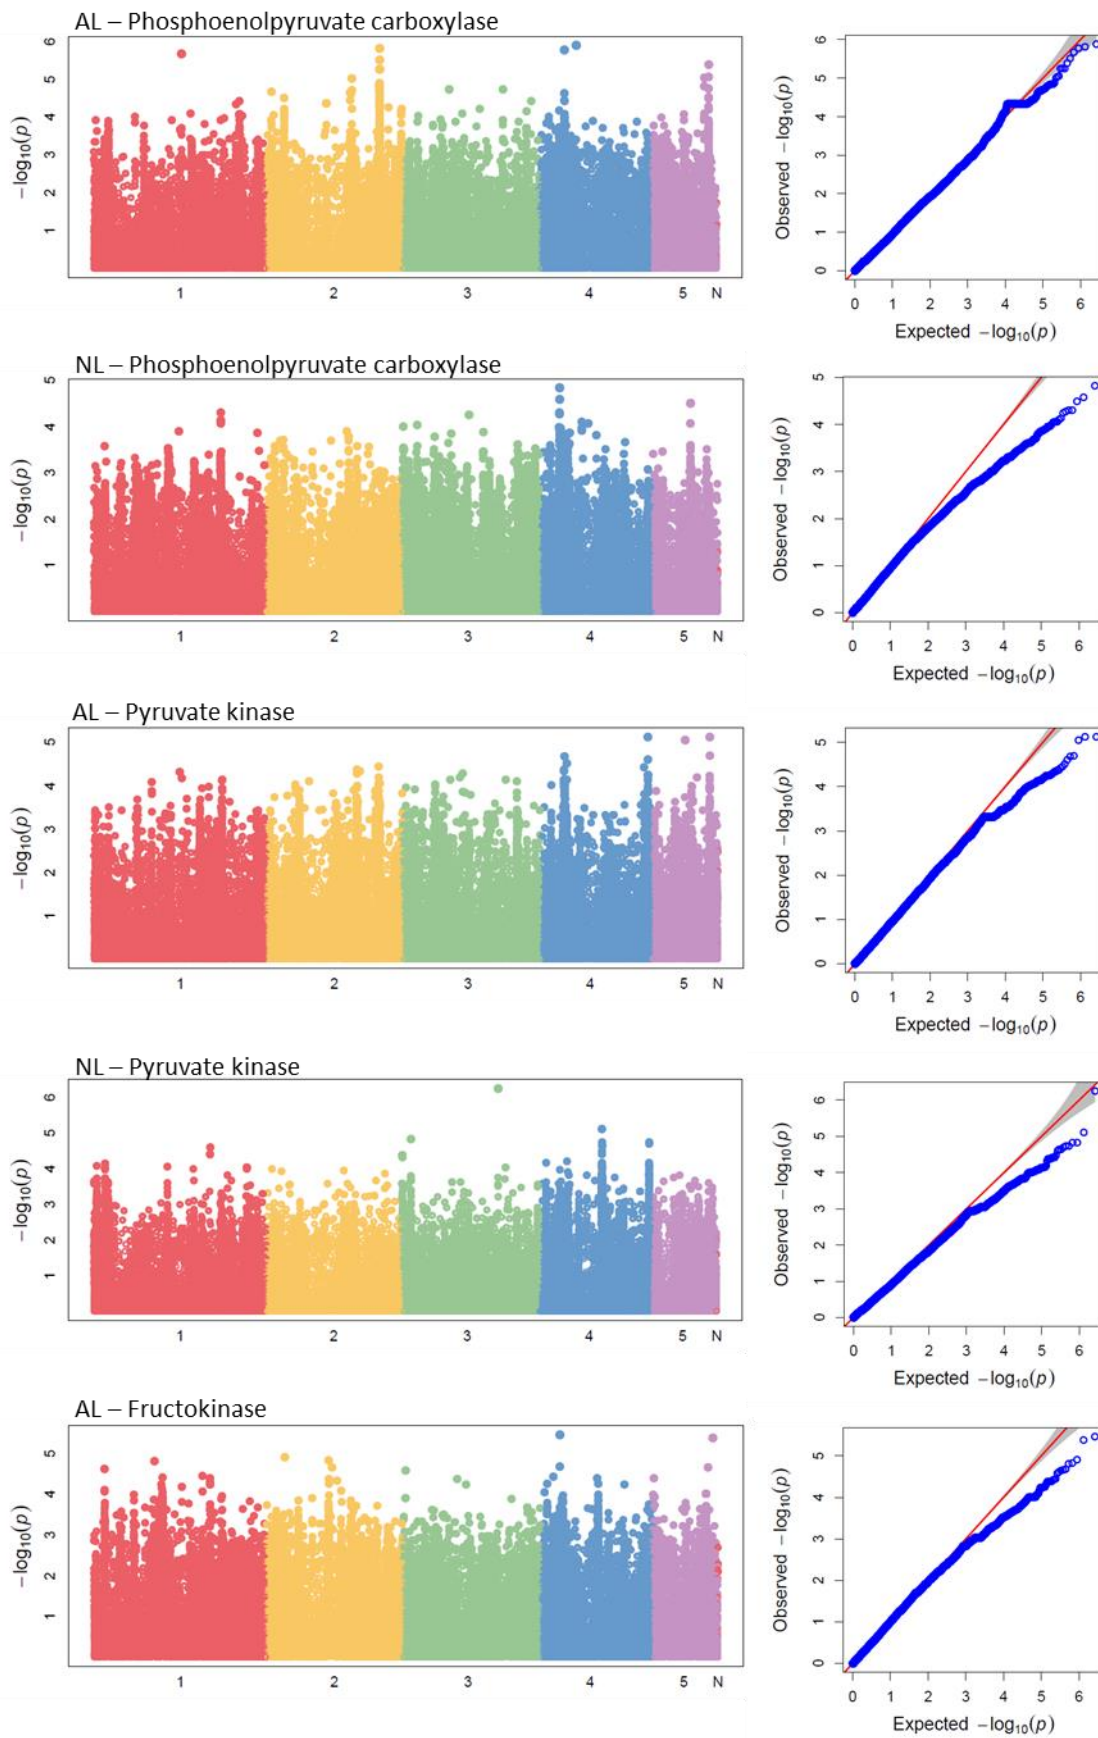 AL – Phosphoenolpyruvate carboxylase
6
5
4
3
2
1
−log10(p)
1 2 3 4 5 N
6
5
4
3
2
1
0
Observed −log10(p)
0 1 2 3 4 5 6
Expected −log10(p)
NL – Phosphoenolpyruvate carboxylase
5
4
3
2
1
−log10(p)
1 2 3 4 5 N
5
4
3
2
1
0
Observed −log10(p)
0 1 2 3 4 5 6
Expected −log10(p)
AL – Pyruvate kinase
5
4
3
2
1
−log10(p)
1 2 3 4 5 N
5
4
3
2
1
0
Observed −log10(p)
0 1 2 3 4 5 6
Expected −log10(p)
NL – Pyruvate kinase
6
5
4
3
2
1
−log10(p)
1 2 3 4 5 N
6
5
4
3
2
1
0
Observed −log10(p)
0 1 2 3 4 5 6
Expected −log10(p)
AL – Fructokinase
5
4
3
2
1
−log10(p)
1 2 3 4 5 N
5
4
3
2
1
0
Observed −log10(p)
0 1 2 3 4 5 6
Expected −log10(p)